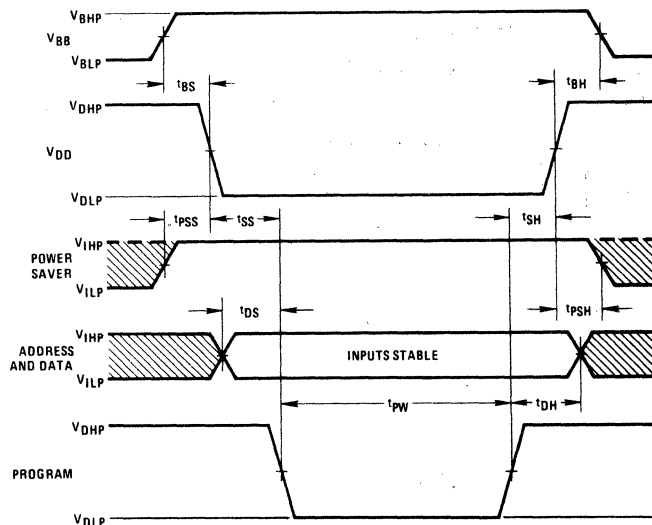 VBHP
VBB
VBLP
tBS
tBH
VDHP
VDD
VDLP
tPSS
tSS
tSH
VIHP
POWER
SAVER
VILP
tPSH
tDS
VIHP
ADDRESS
AND DATA
INPUTS STABLE
VILP
tPW
tDH
VDHP
PROGRAM
VDLP